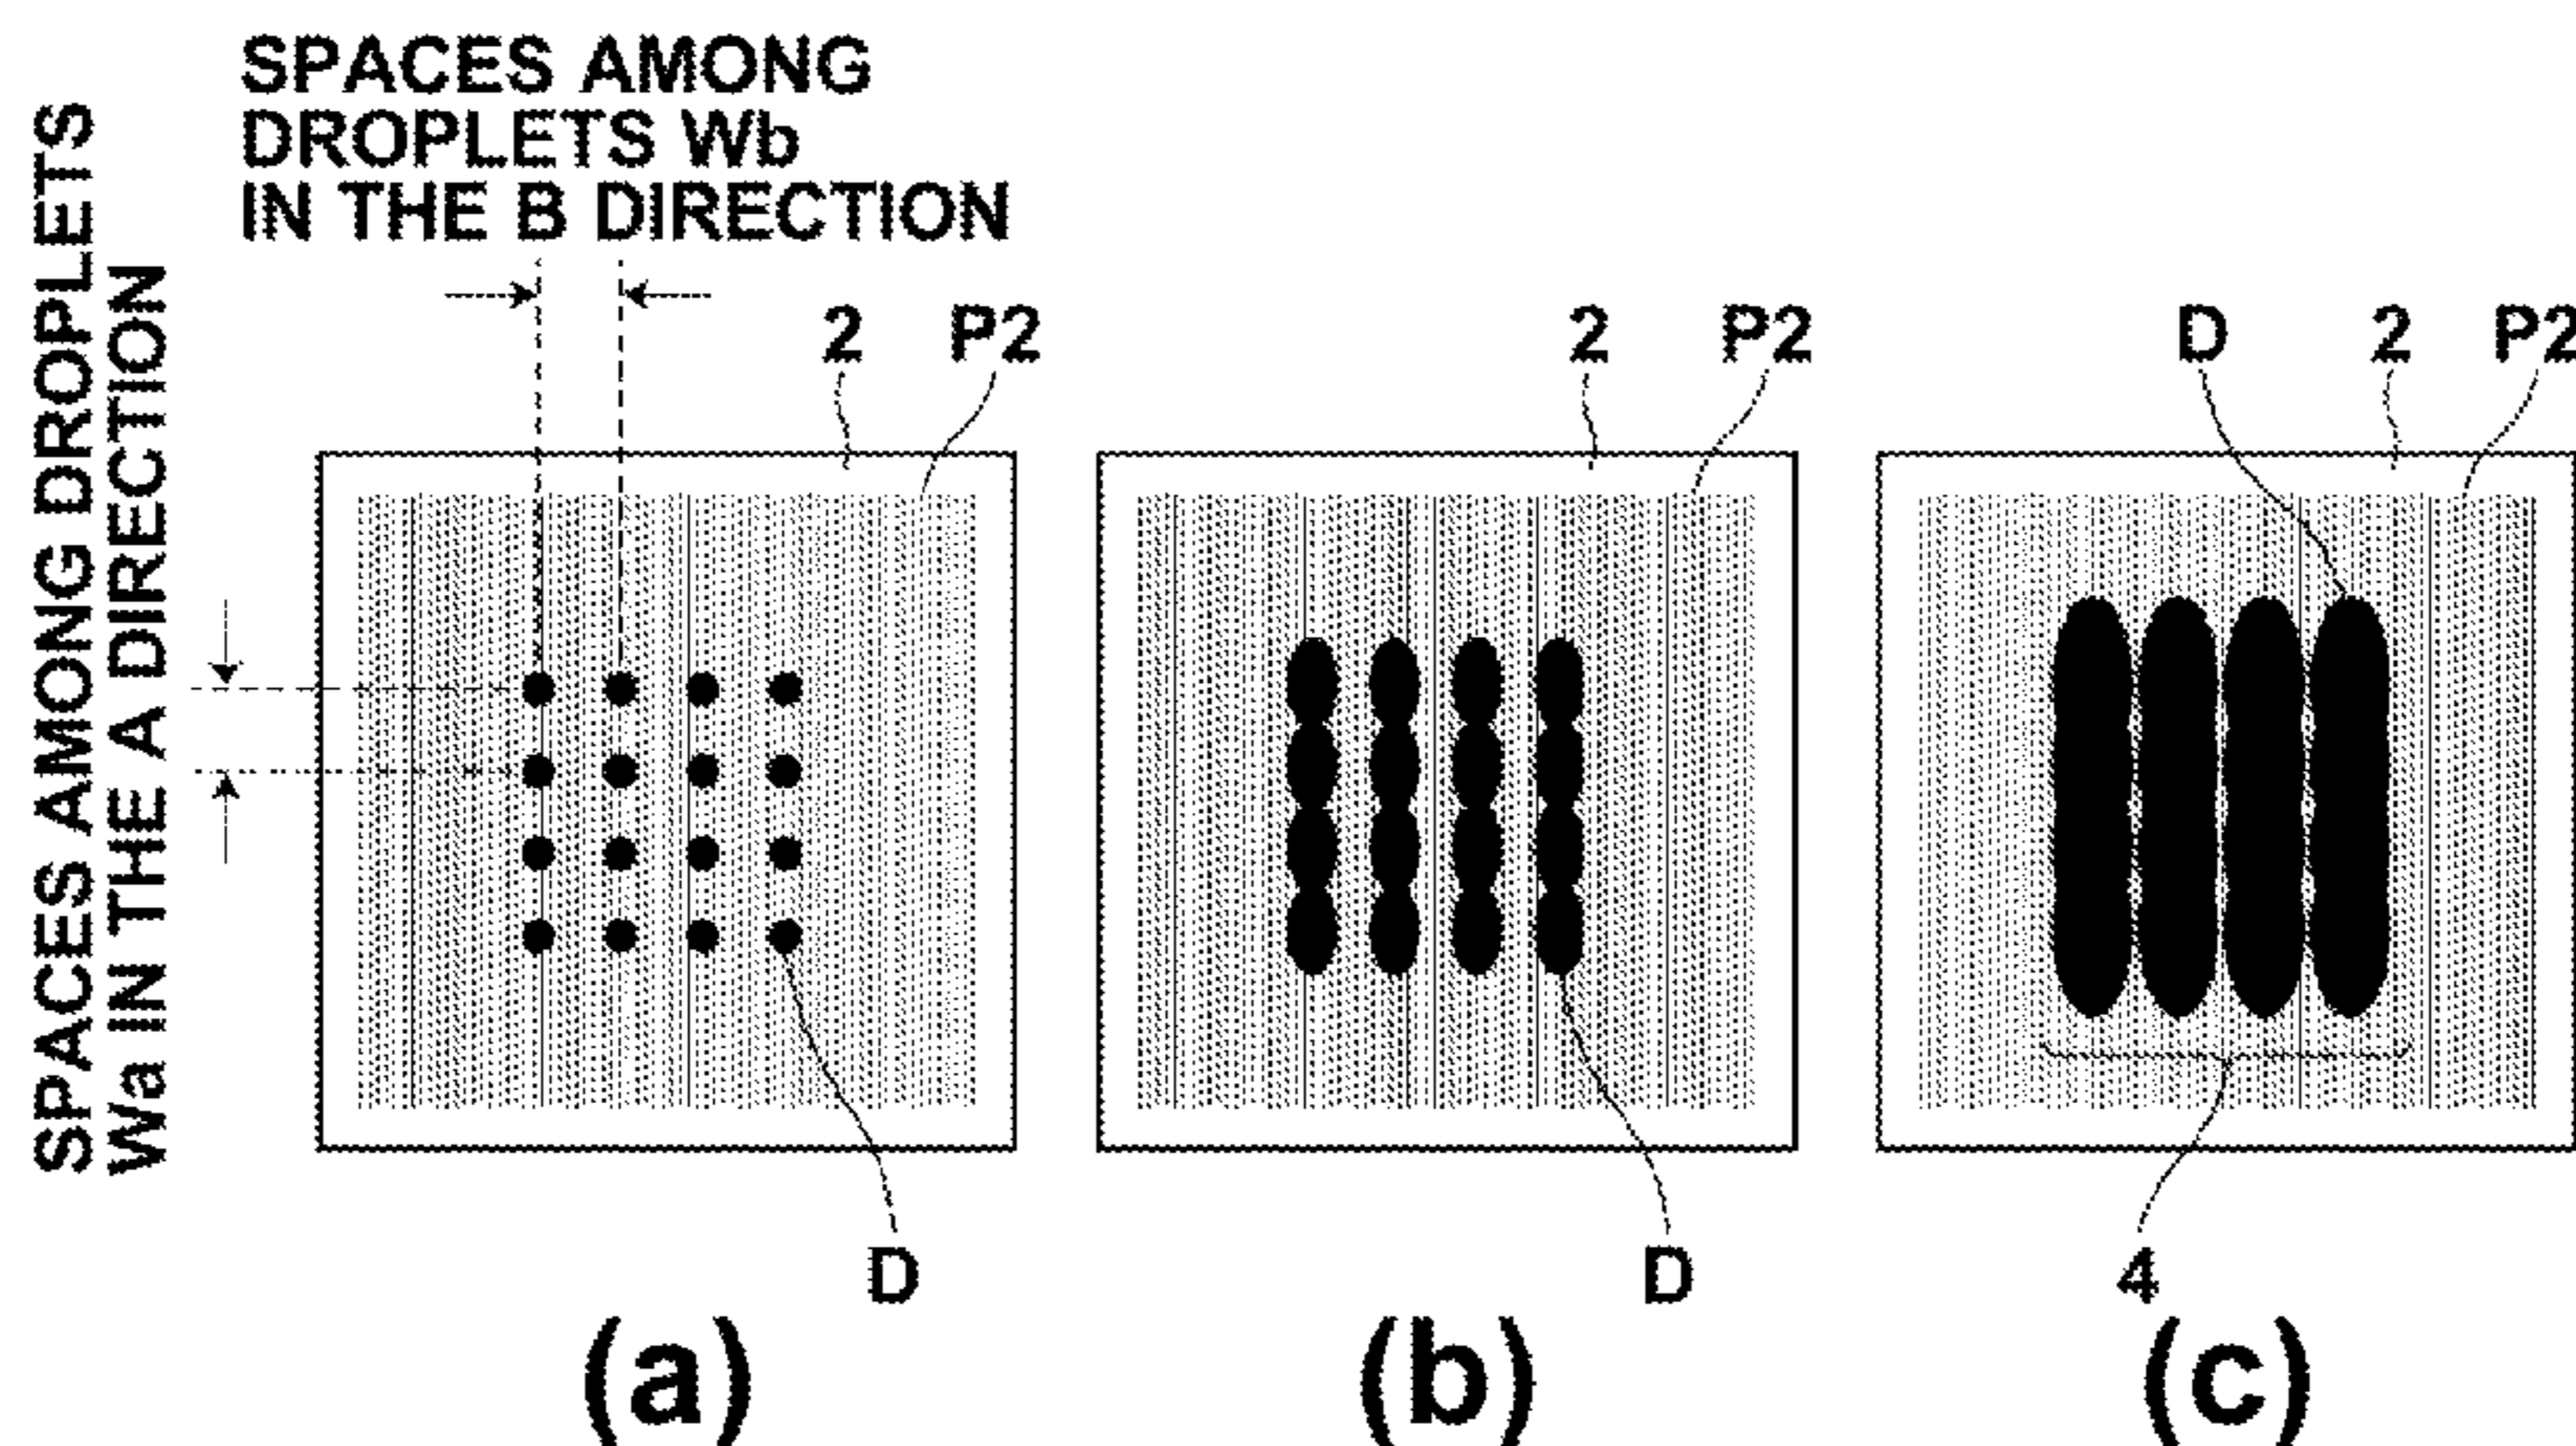 SPACES AMONG DROPLETS
Wa IN THE A DIRECTION
SPACES AMONG
DROPLETS Wb
IN THE B DIRECTION
2 P2
2 P2
D 2 P2
D
D
4
(a)
(b)
(c)